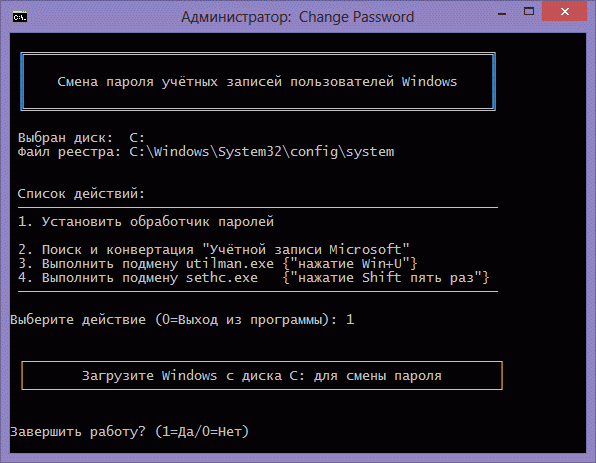 Администратор: Change Password
Смена пароля учётных записей пользователей Windows
Выбран диск: C:
Файл реестра: C:\Windows\System32\config\system
Список действий:
1. Установить обработчик паролей
2. Поиск и конвертация "Учётной записи Microsoft"
3. Выполнить подмену utilman.exe {"нажатие Win+U"}
4. Выполнить подмену sethc.exe {"нажатие Shift пять раз"}
Выберите действие (0=Выход из программы): 1
Загрузите Windows с диска C: для смены пароля
Завершить работу? (1=Да/0=Нет)